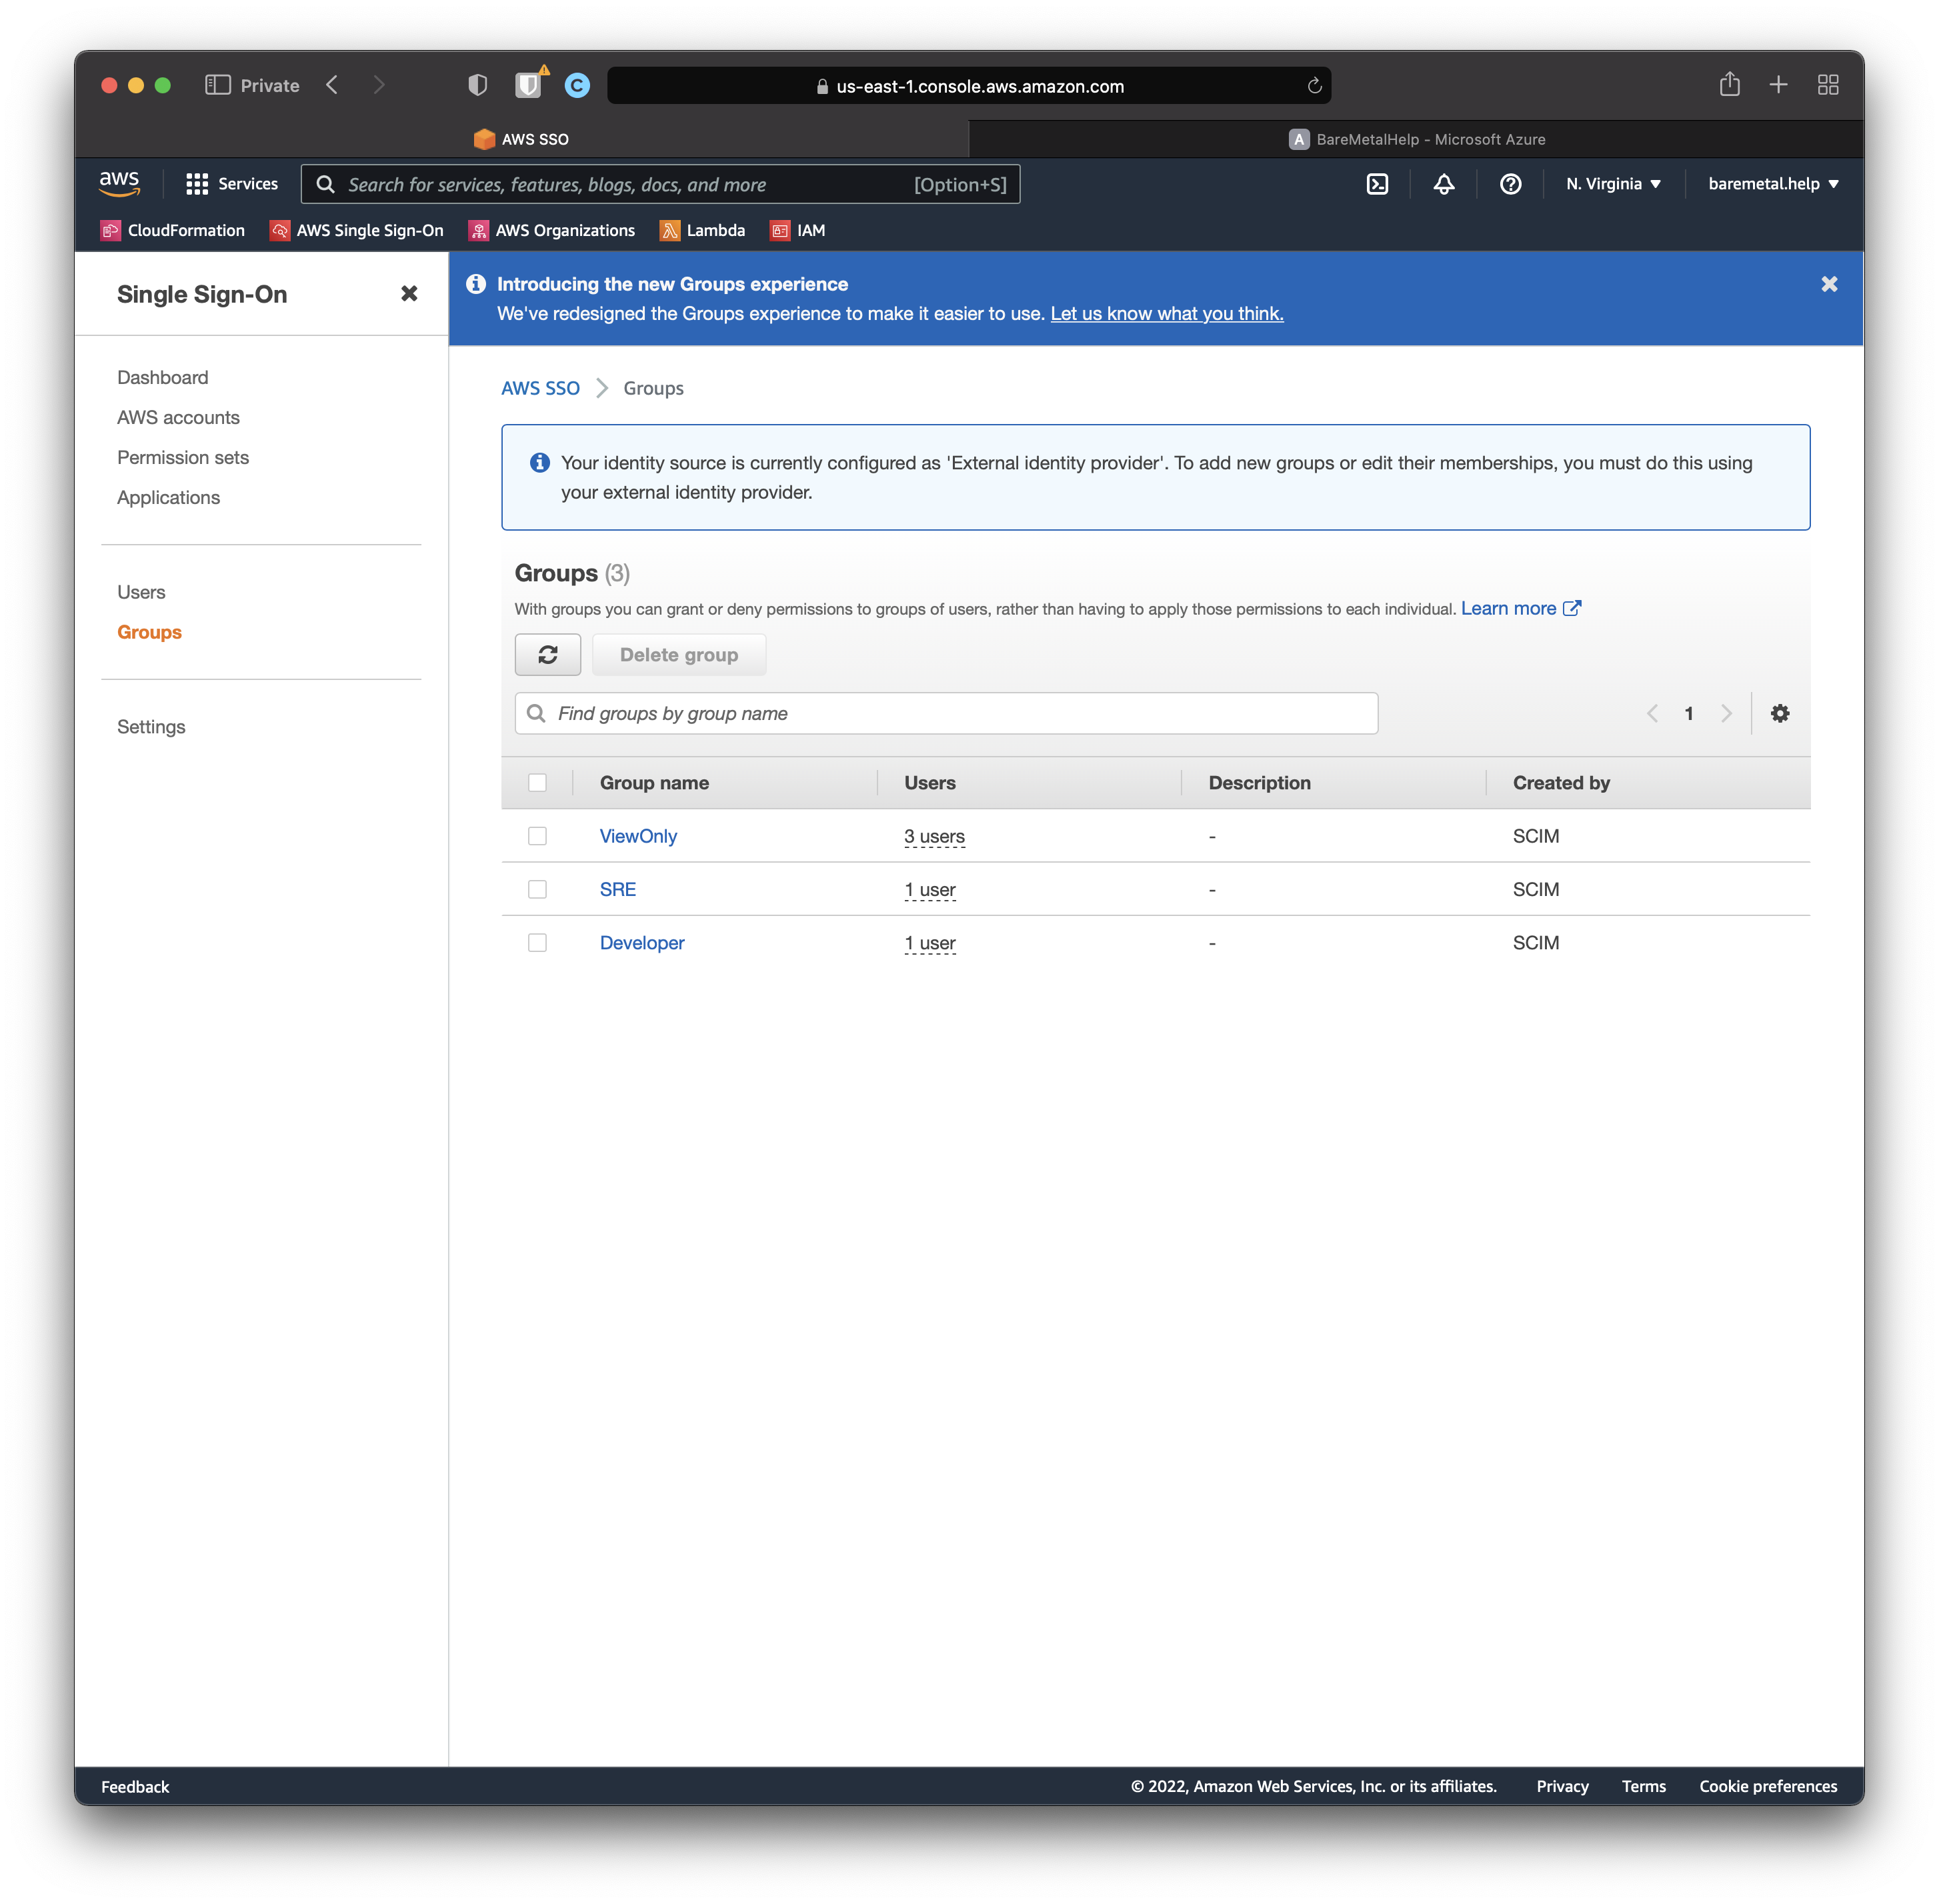 Private
us-east-1.console.aws.amazon.com
AWS SSO
A BareMetalHelp - Microsoft Azure
aws
Services
Search for services, features, blogs, docs, and more [Option+S]
N. Virginia
baremetal.help
CloudFormation
AWS Single Sign-On
AWS Organizations
Lambda
IAM
Single Sign-On
Dashboard
AWS accounts
Permission sets
Applications
Users
Groups
Settings
Introducing the new Groups experience
We've redesigned the Groups experience to make it easier to use. Let us know what you think.
AWS SSO Groups
Your identity source is currently configured as 'External identity provider'. To add new groups or edit their memberships, you must do this using
your external identity provider.
Groups (3)
With groups you can grant or deny permissions to groups of users, rather than having to apply those permissions to each individual. Learn more
Delete group
Find groups by group name
1
Group name Users Description Created by
ViewOnly 3 users - SCIM
SRE 1 user - SCIM
Developer 1 user - SCIM
Feedback
© 2022, Amazon Web Services, Inc. or its affiliates. Privacy Terms Cookie preferences